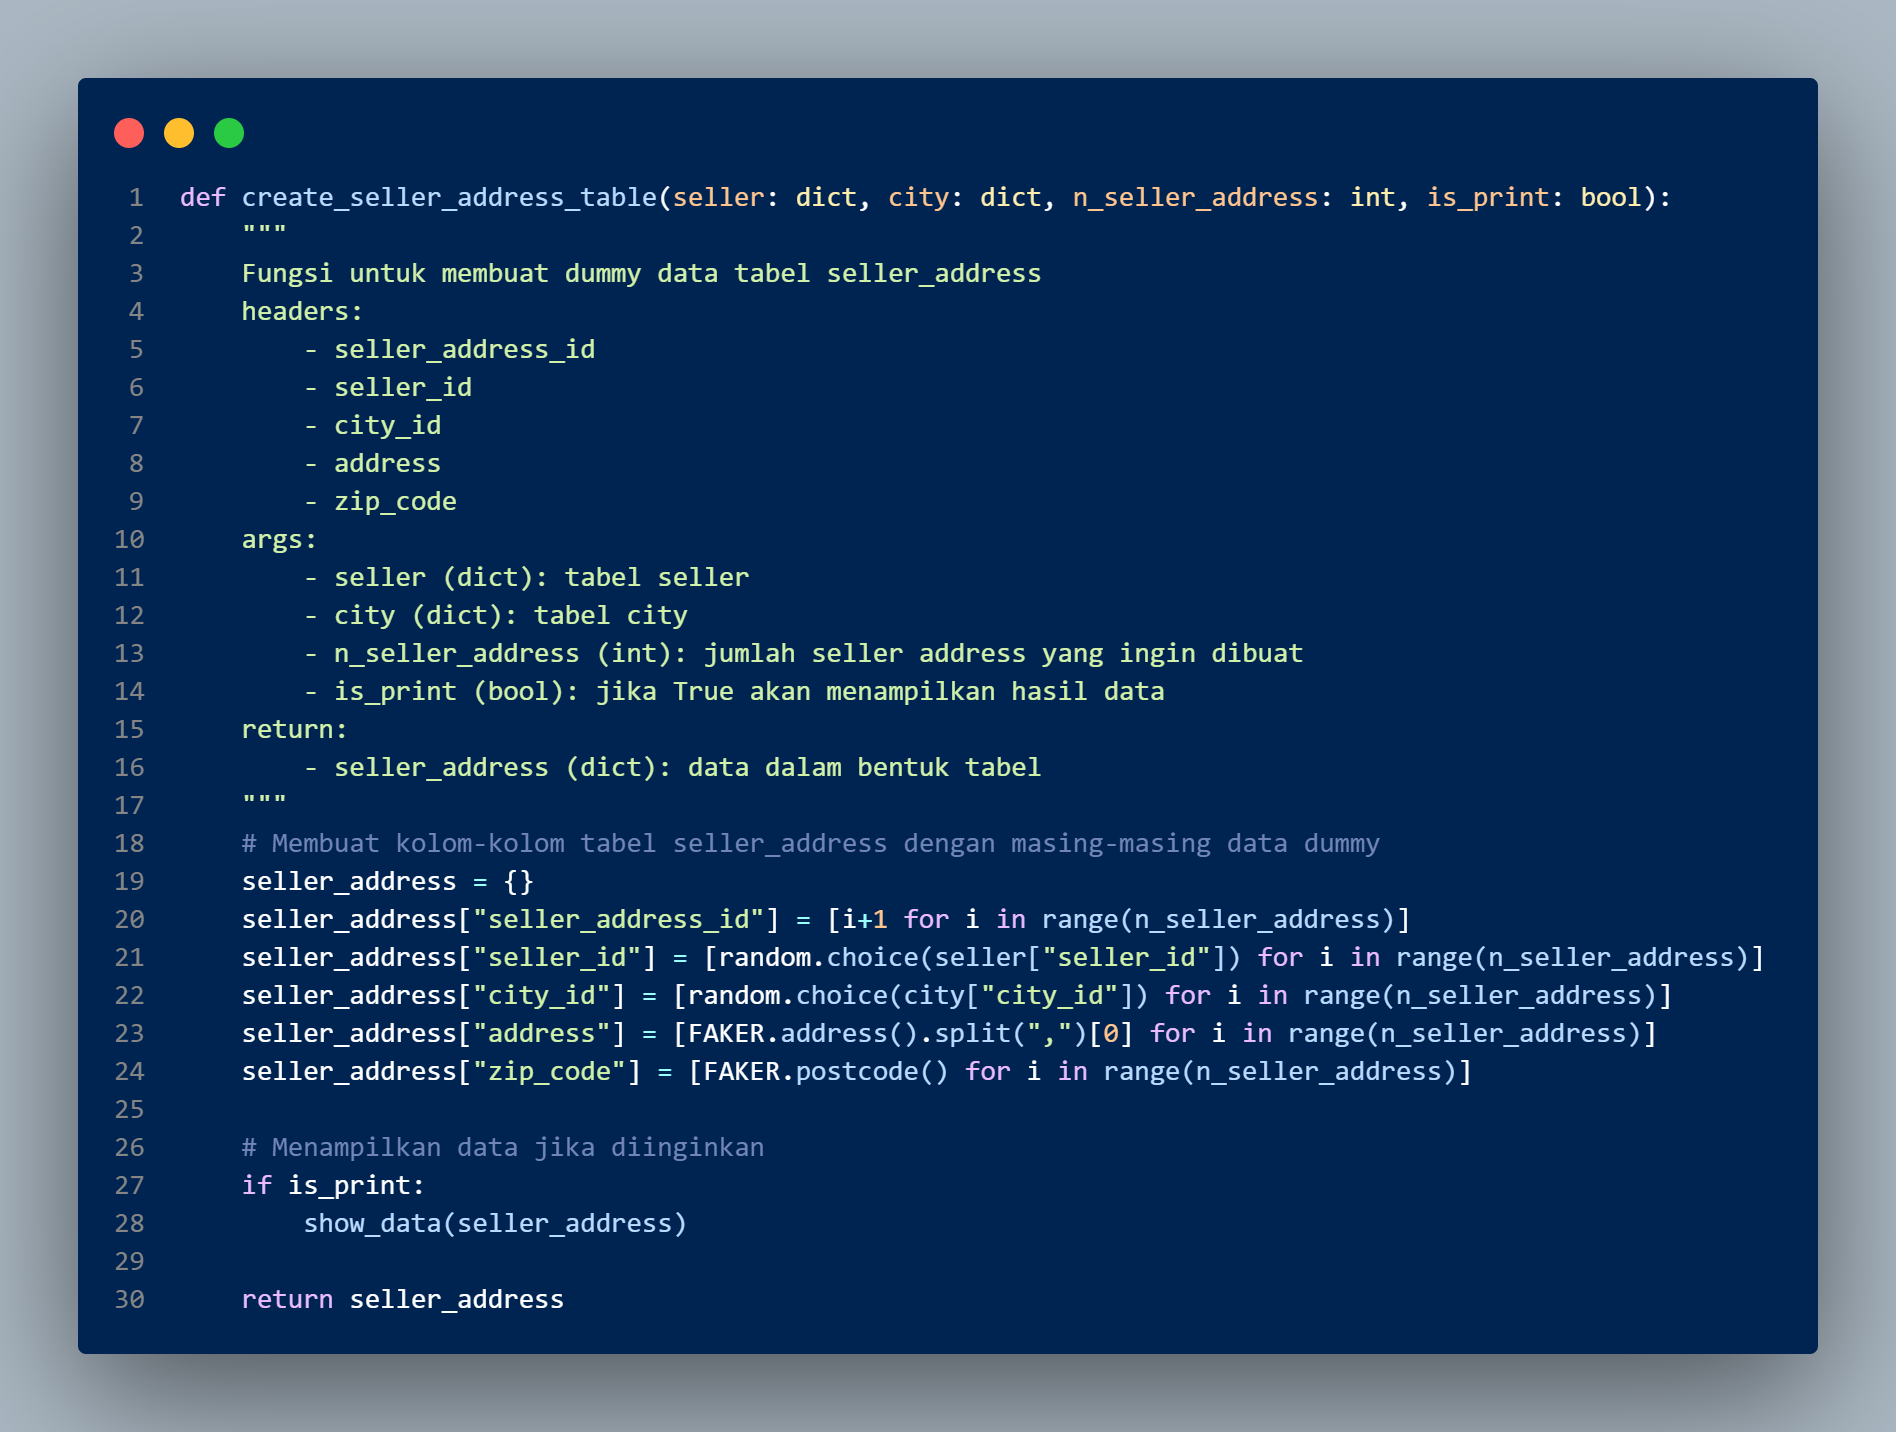 1 def create_seller_address_table(seller: dict, city: dict, n_seller_address: int, is_print: bool):
2     """
3     Fungsi untuk membuat dummy data tabel seller_address
4     headers:
5         - seller_address_id
6         - seller_id
7         - city_id
8         - address
9         - zip_code
10     args:
11         - seller (dict): tabel seller
12         - city (dict): tabel city
13         - n_seller_address (int): jumlah seller address yang ingin dibuat
14         - is_print (bool): jika True akan menampilkan hasil data
15     return:
16         - seller_address (dict): data dalam bentuk tabel
17     """
18     # Membuat kolom-kolom tabel seller_address dengan masing-masing data dummy
19     seller_address = {}
20     seller_address["seller_address_id"] = [i+1 for i in range(n_seller_address)]
21     seller_address["seller_id"] = [random.choice(seller["seller_id"]) for i in range(n_seller_address)]
22     seller_address["city_id"] = [random.choice(city["city_id"]) for i in range(n_seller_address)]
23     seller_address["address"] = [FAKER.address().split(",")[0] for i in range(n_seller_address)]
24     seller_address["zip_code"] = [FAKER.postcode() for i in range(n_seller_address)]
25
26     # Menampilkan data jika diinginkan
27     if is_print:
28         show_data(seller_address)
29
30     return seller_address